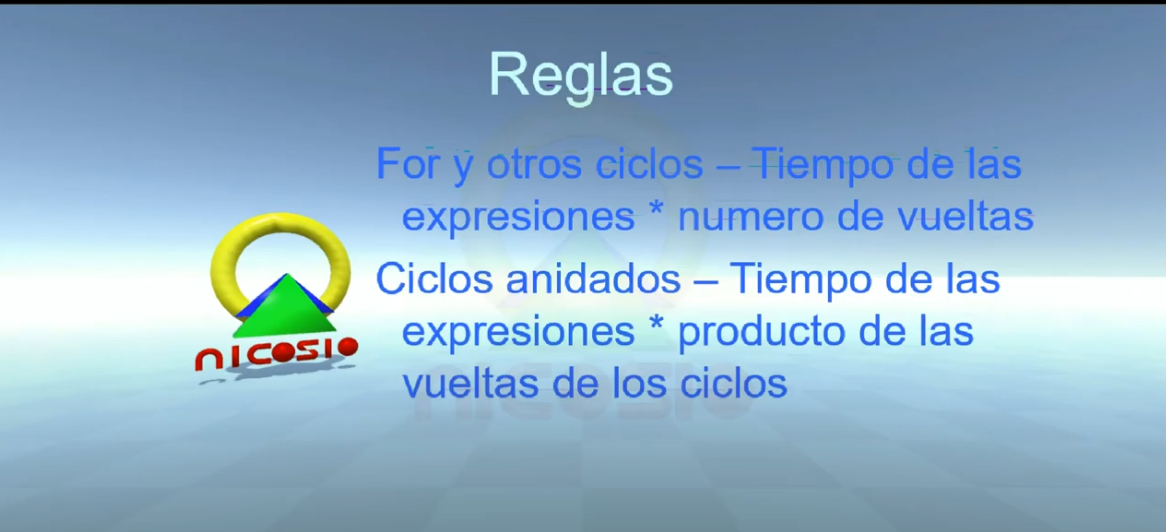 Reglas
For y otros ciclos – Tiempo de las
expresiones * numero de vueltas
Ciclos anidados – Tiempo de las
expresiones * producto de las
vueltas de los ciclos
NICOSIO